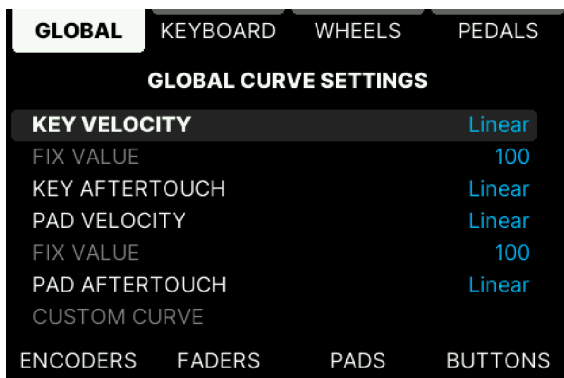 GLOBAL KEYBOARD WHEELS PEDALS
GLOBAL CURVE SETTINGS
KEY VELOCITY Linear
FIX VALUE 100
KEY AFTERTOUCH Linear
PAD VELOCITY Linear
FIX VALUE 100
PAD AFTERTOUCH Linear
CUSTOM CURVE
ENCODERS FADERS PADS BUTTONS